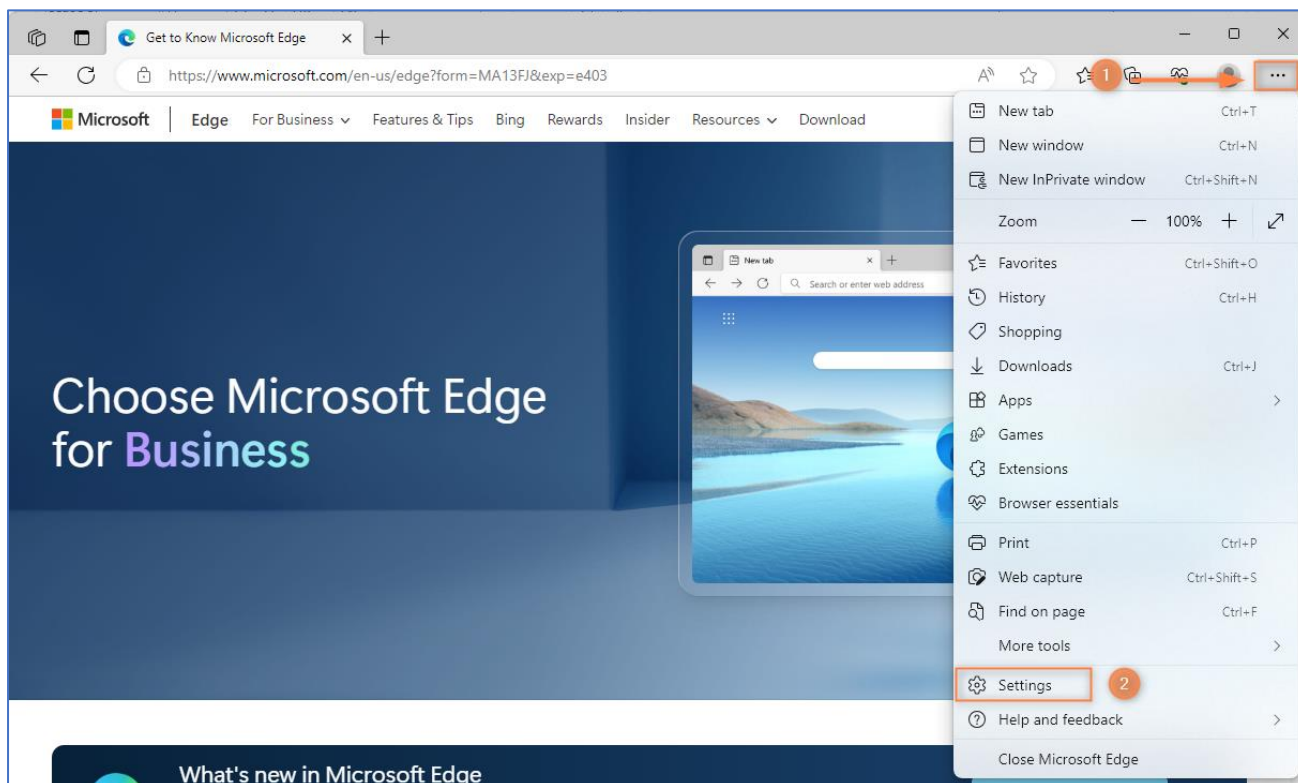 Get to Know Microsoft Edge
https://www.microsoft.com/en-us/edge?form=MA13FJ&exp=e403
1
Microsoft Edge For Business Features & Tips Bing Rewards Insider Resources Download
New tab Ctrl+T
New window Ctrl+N
New InPrivate window Ctrl+Shift+N
Zoom 100%
Favorites Ctrl+Shift+O
History Ctrl+H
Shopping
Downloads Ctrl+J
Apps
Games
Extensions
Browser essentials
Print Ctrl+P
Web capture Ctrl+Shift+S
Find on page Ctrl+F
More tools
Settings 2
Help and feedback
Close Microsoft Edge
New tab
Search or enter web address
Choose Microsoft Edge
for Business
What's new in Microsoft Edge